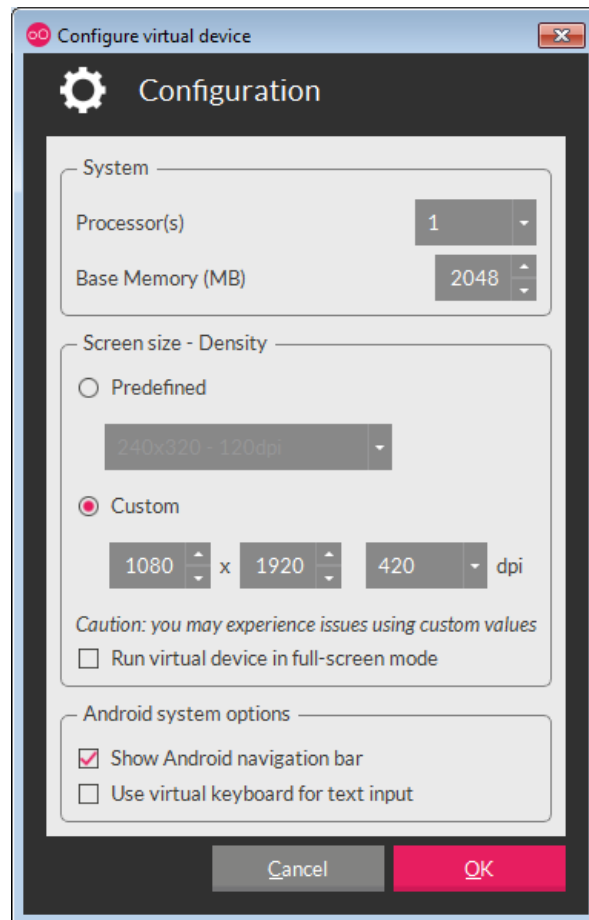 Configure virtual device
Configuration
System
Processor(s) 1
Base Memory (MB) 2048
Screen size - Density
Predefined
240x320 - 120dpi
Custom
1080 x 1920 420 dpi
Caution: you may experience issues using custom values
Run virtual device in full-screen mode
Android system options
Show Android navigation bar
Use virtual keyboard for text input
Cancel OK